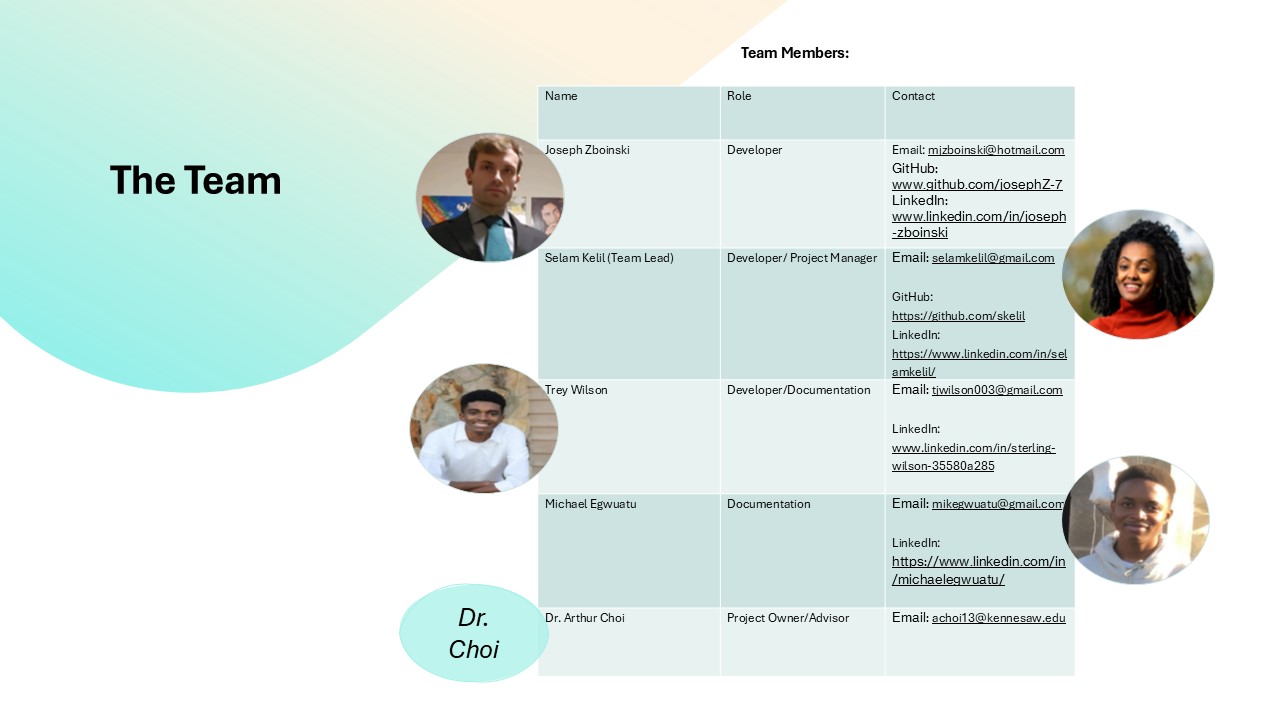 Team Members:
The Team
Name Role Contact
Joseph Zboinski Developer Email: mjzboinski@hotmail.com
GitHub:
www.github.com/josephZ-7
LinkedIn:
www.linkedin.com/in/joseph
-zboinski
Selam Kelil (Team Lead) Developer/ Project Manager Email: selamkelil@gmail.com
GitHub:
https://github.com/skelil
LinkedIn:
https://www.linkedin.com/in/sel
amkelil/
Trey Wilson Developer/Documentation Email: tjwilson003@gmail.com
LinkedIn:
www.linkedin.com/in/sterling-
wilson-35580a285
Michael Egwuatu Documentation Email: mikegwuatu@gmail.com
LinkedIn:
https://www.linkedin.com/in
/michaelegwuatu/
Dr.
Choi
Dr. Arthur Choi Project Owner/Advisor Email: achoi13@kennesaw.edu